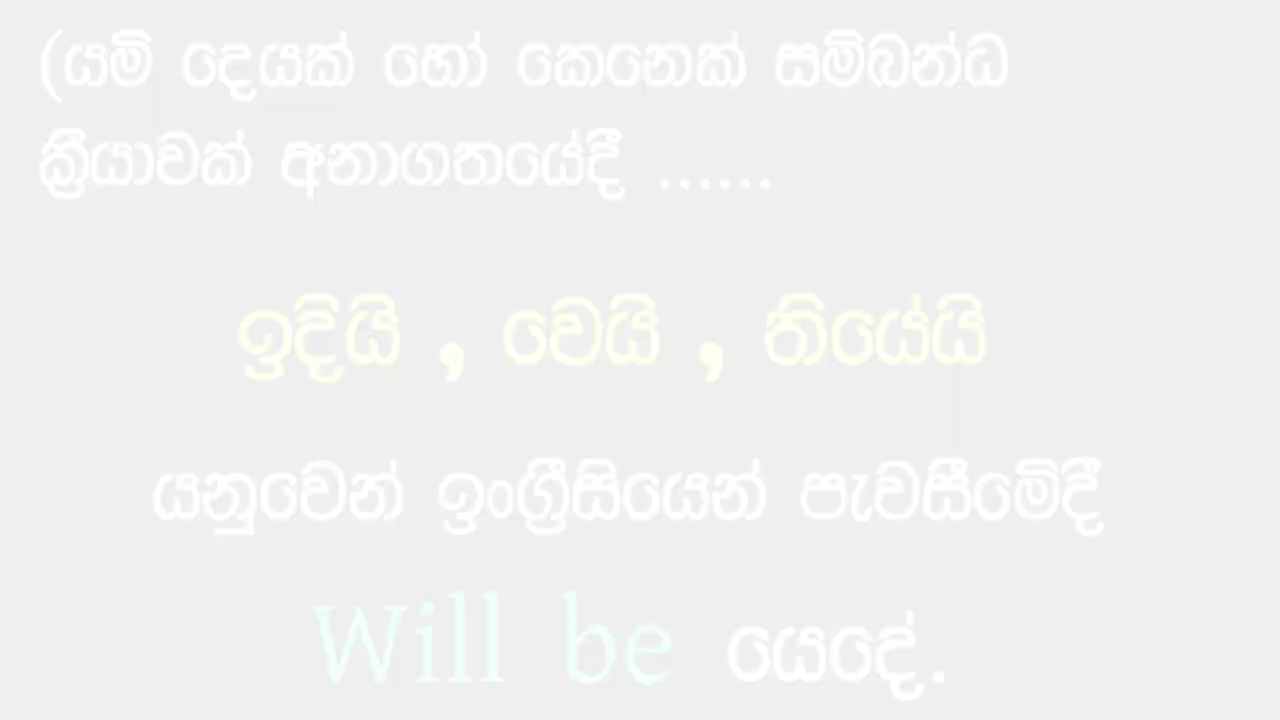 (යම් දෙයක් හෝ කෙනෙක් සම්බන්ධ
ක්‍රියාවක් අනාගතයේදී ......
ඉදියි , වෙයි , තියේයි
යනුවෙන් ඉංග්‍රීසියෙන් පැවසීමේදී
Will be යෙදේ.